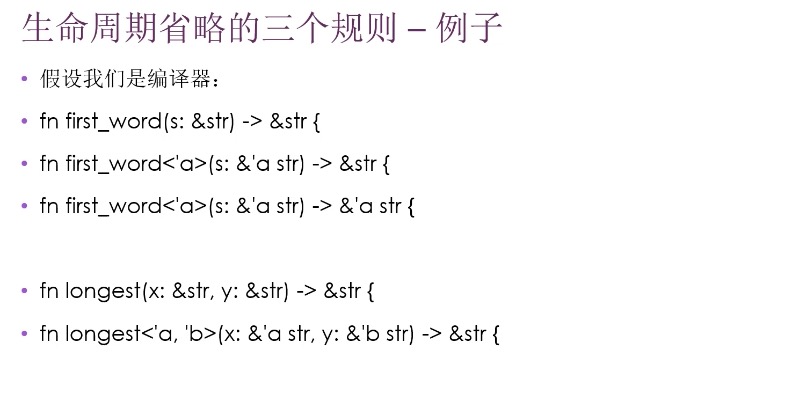 生命周期省略的三个规则 – 例子
• 假设我们是编译器：
• fn first_word(s: &str) -> &str {
• fn first_word<'a>(s: &'a str) -> &str {
• fn first_word<'a>(s: &'a str) -> &'a str {
• fn longest(x: &str, y: &str) -> &str {
• fn longest<'a, 'b>(x: &'a str, y: &'b str) -> &str {